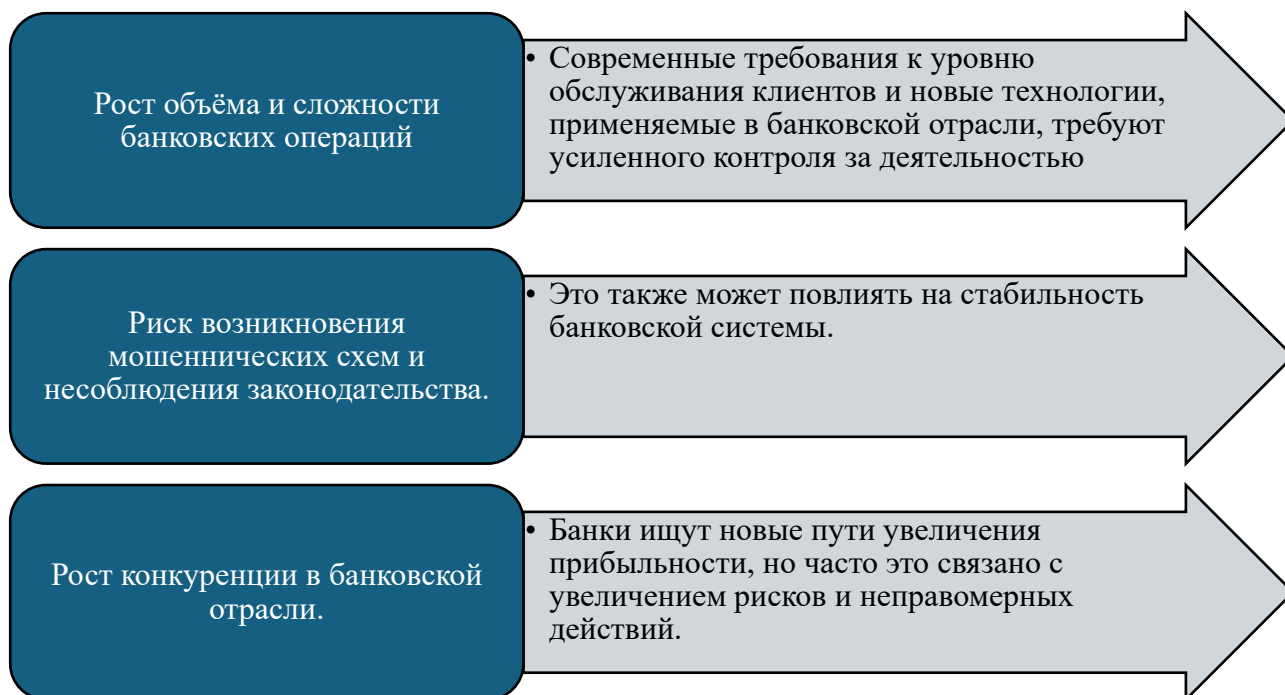 Рост объёма и сложности
банковских операций
• Современные требования к уровню
обслуживания клиентов и новые технологии,
применяемые в банковской отрасли, требуют
усиленного контроля за деятельностью
Риск возникновения
мошеннических схем и
несоблюдения законодательства.
• Это также может повлиять на стабильность
банковской системы.
Рост конкуренции в банковской
отрасли.
• Банки ищут новые пути увеличения
прибыльности, но часто это связано с
увеличением рисков и неправомерных
действий.